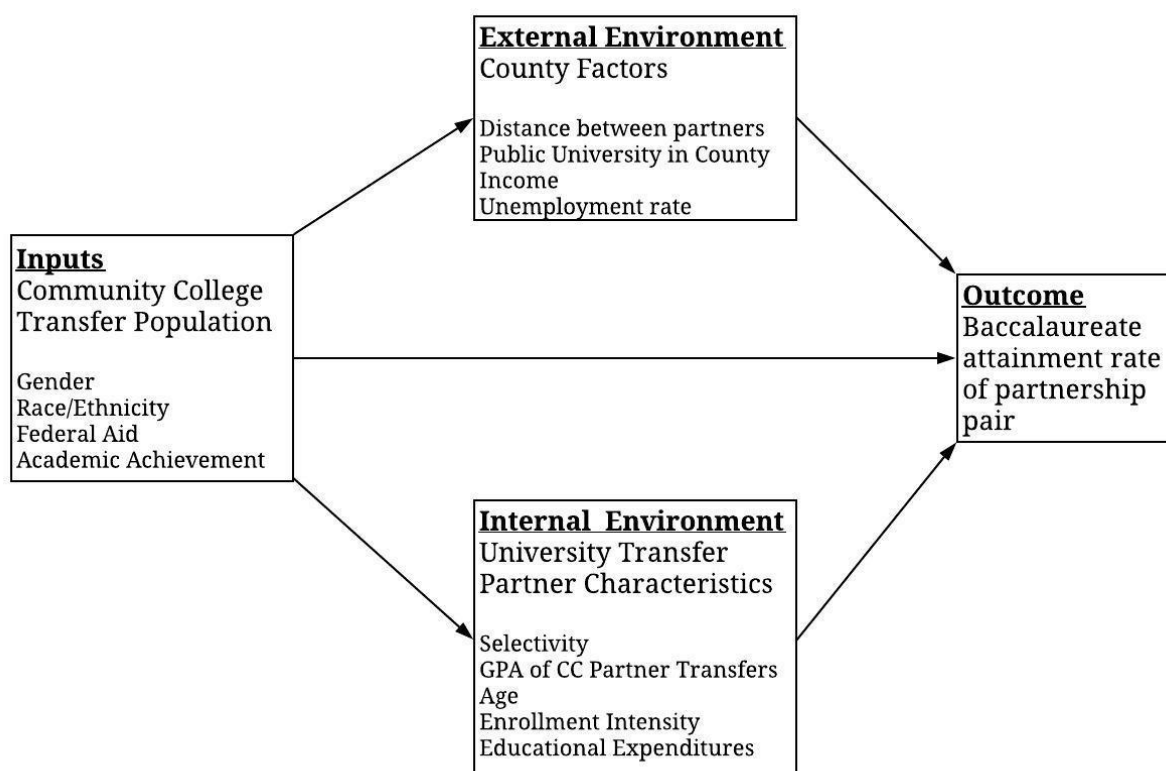 External Environment
County Factors
Distance between partners
Public University in County
Income
Unemployment rate
Inputs
Community College
Transfer Population
Gender
Race/Ethnicity
Federal Aid
Academic Achievement
Outcome
Baccalaureate
attainment rate
of partnership
pair
Internal Environment
University Transfer
Partner Characteristics
Selectivity
GPA of CC Partner Transfers
Age
Enrollment Intensity
Educational Expenditures